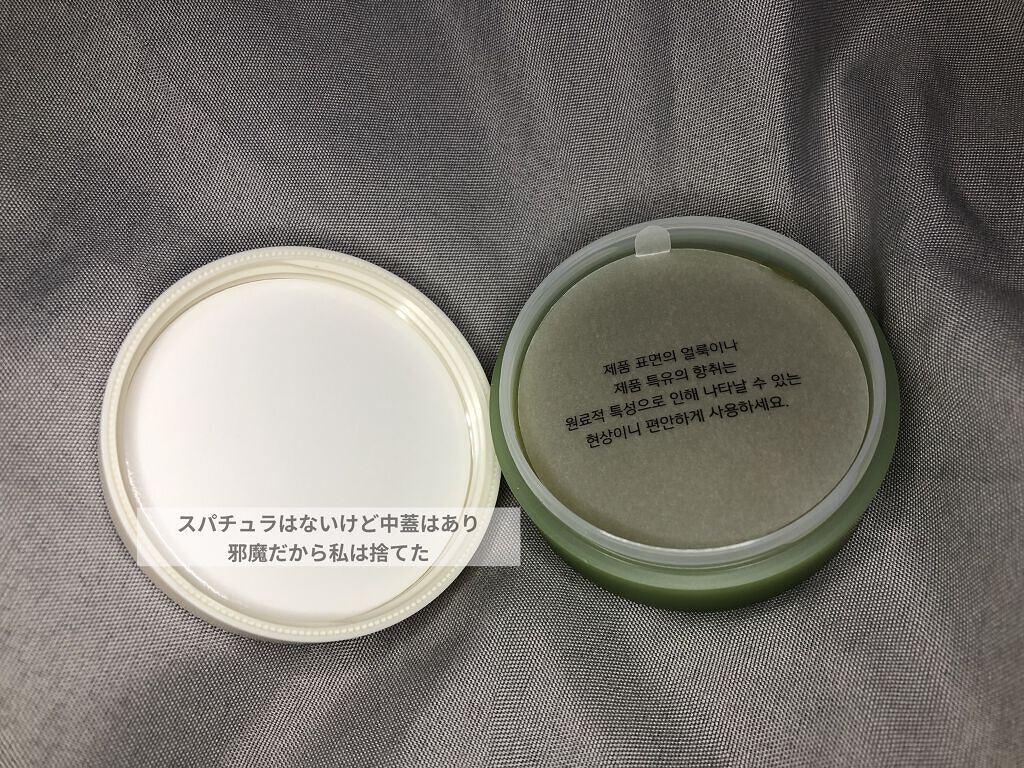 스パチュラはないけど中蓋はあり
邪魔だから私は捨てた
제품 표면의 얼룩이나
제품 특유의 향취는
원료적 특성으로 인해 나타날 수 있는
현상이니 편안하게 사용하세요.